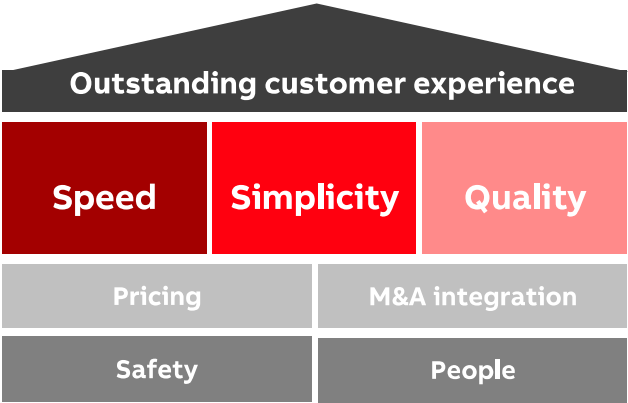 Outstanding customer experience
Speed
Simplicity
Quality
Pricing
M&A integration
Safety
People